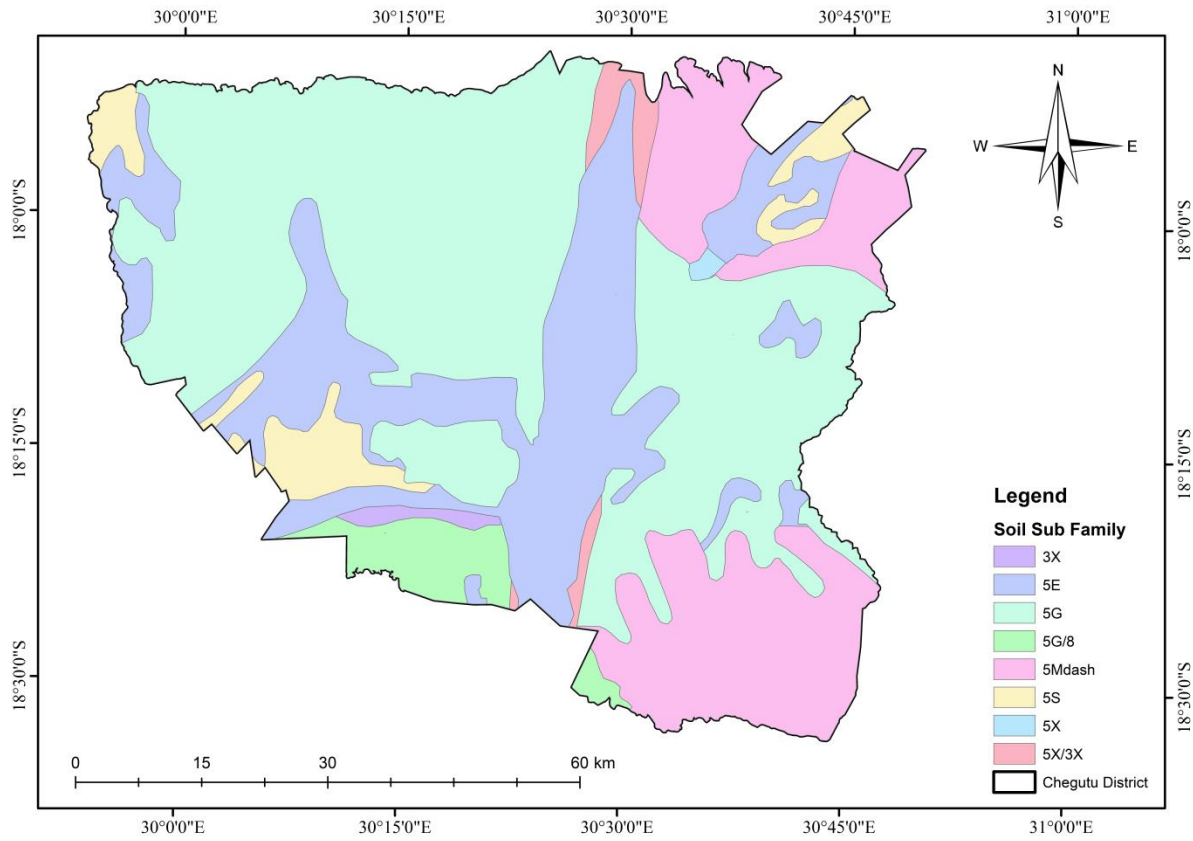 30°0'0"E 30°15'0"E 30°30'0"E 30°45'0"E 31°0'0"E
N
W E
S
18°0'0"S 18°0'0"S
18°15'0"S 18°15'0"S
18°30'0"S 18°30'0"S
Legend
Soil Sub Family
3X
5E
5G
5G/8
5Mdash
5S
5X
5X/3X
Chegutu District
0 15 30 60 km
30°0'0"E 30°15'0"E 30°30'0"E 30°45'0"E 31°0'0"E